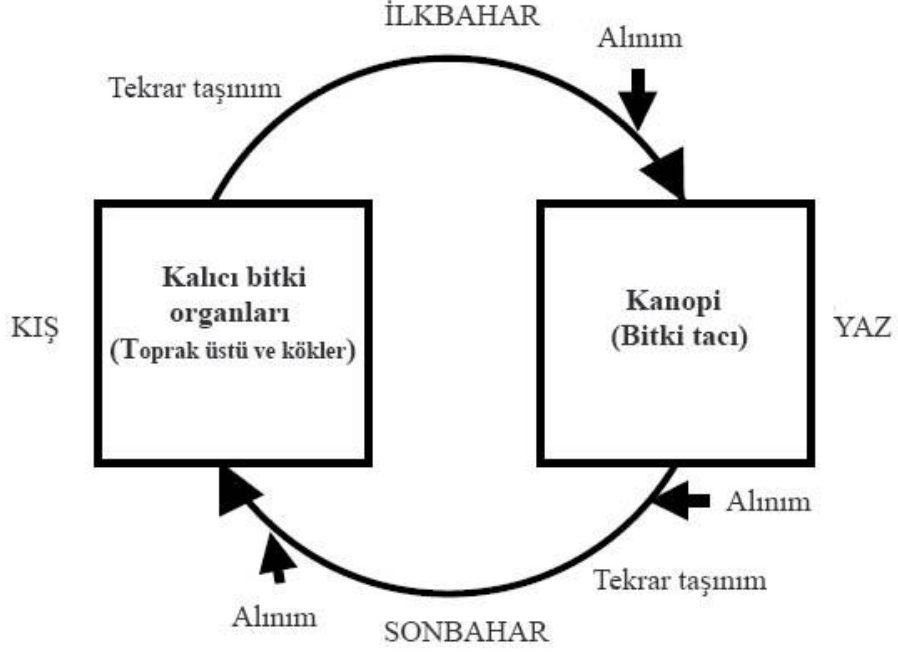 İLKBAHAR
Alınım
Tekrar taşınım
Kalıcı bitki
organları
(Toprak üstü ve kökler)
KIŞ
Kanopi
(Bitki tacı)
YAZ
Alınım
Tekrar taşınım
Alınım
SONBAHAR